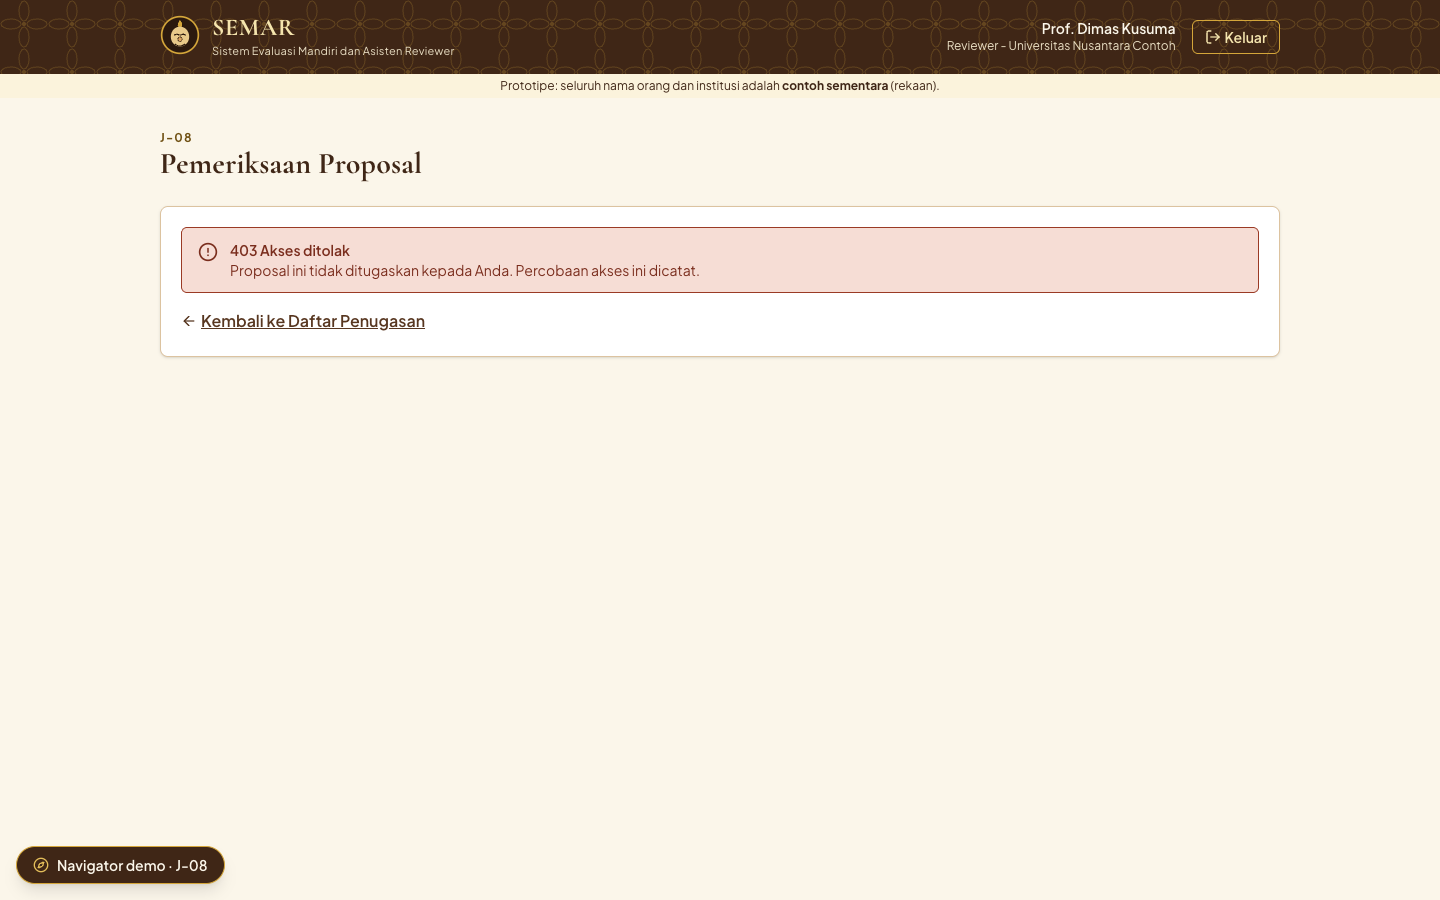 SEMAR
Sistem Evaluasi Mandiri dan Asisten Reviewer
Prof. Dimas Kusuma
Reviewer - Universitas Nusantara Contoh
Keluar
Prototipe: seluruh nama orang dan institusi adalah contoh sementara (rekaan).
J-08
Pemeriksaan Proposal
403 Akses ditolak
Proposal ini tidak ditugaskan kepada Anda. Percobaan akses ini dicatat.
Kembali ke Daftar Penugasan
Navigator demo · J-08